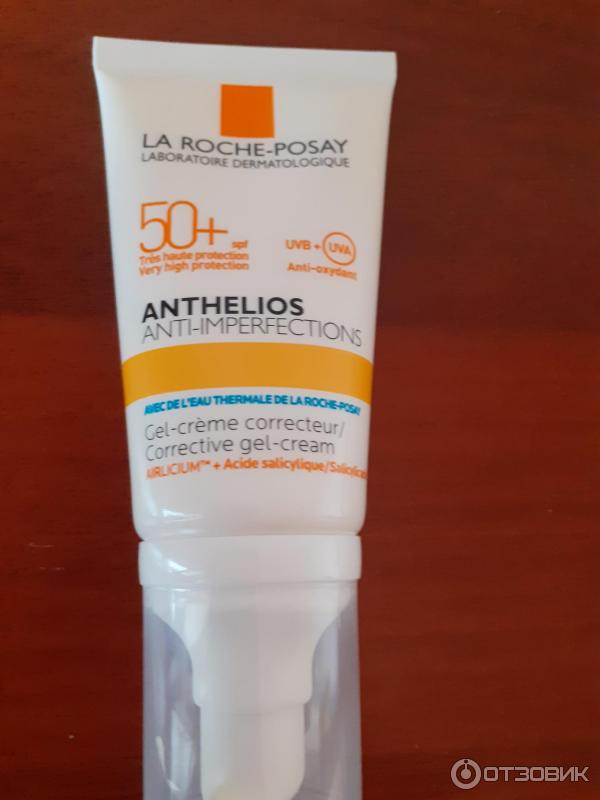 LA ROCHE-POSAY
LABORATOIRE DERMATOLOGIQUE
50+ spf
Très haute protection
Very high protection
UVB + UVA
Anti-oxydant
ANTHELIOS
ANTI-IMPERFECTIONS
AVEC DE L'EAU THERMALE DE LA ROCHE-POSAY
Gel-crème correcteur/
Corrective gel-cream
AIRLICIUM™ + Acide salicylique/
ОТЗОВИК